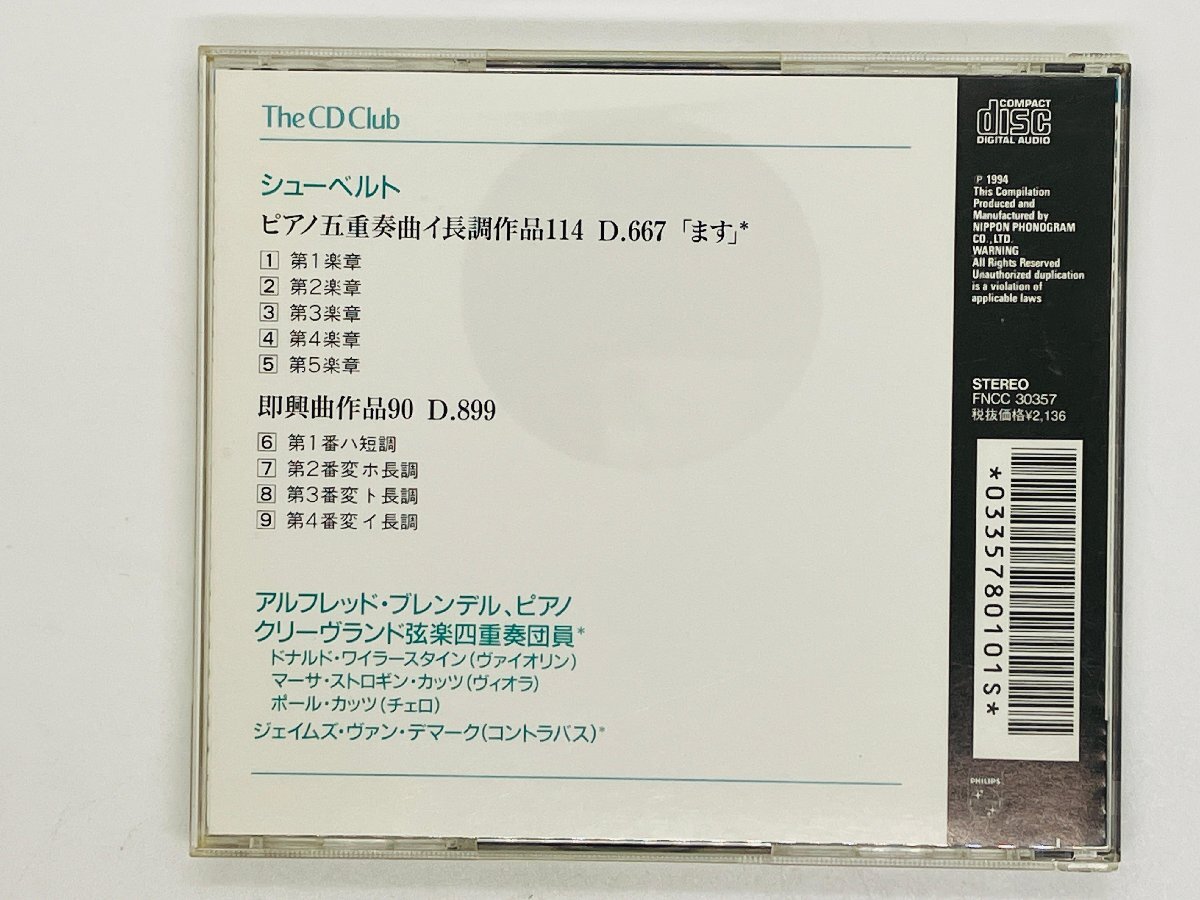 The CD Club
シューベルト
ピアノ五重奏曲イ長調作品114 D.667 「ます」*
1 第1楽章
2 第2楽章
3 第3楽章
4 第4楽章
5 第5楽章
即興曲作品90 D.899
6 第1番ハ短調
7 第2番変ホ長調
8 第3番変ト長調
9 第4番変イ長調
アルフレッド・ブレンデル、ピアノ
クリーヴランド弦楽四重奏団員*
ドナルド・ワイラースタイン(ヴァイオリン)
マーサ・ストロギン・カッツ(ヴィオラ)
ポール・カッツ(チェロ)
ジェイムズ・ヴァン・デマーク(コントラバス)*
COMPACT
disc
DIGITAL AUDIO
℗ 1994
This Compilation
Produced and
Manufactured by
NIPPON PHONOGRAM
CO., LTD.
WARNING
All Rights Reserved
Unauthorized duplication
is a violation of
applicable laws
STEREO
FNCC 30357
税抜価格¥2,136
*0335780101S*
PHILIPS